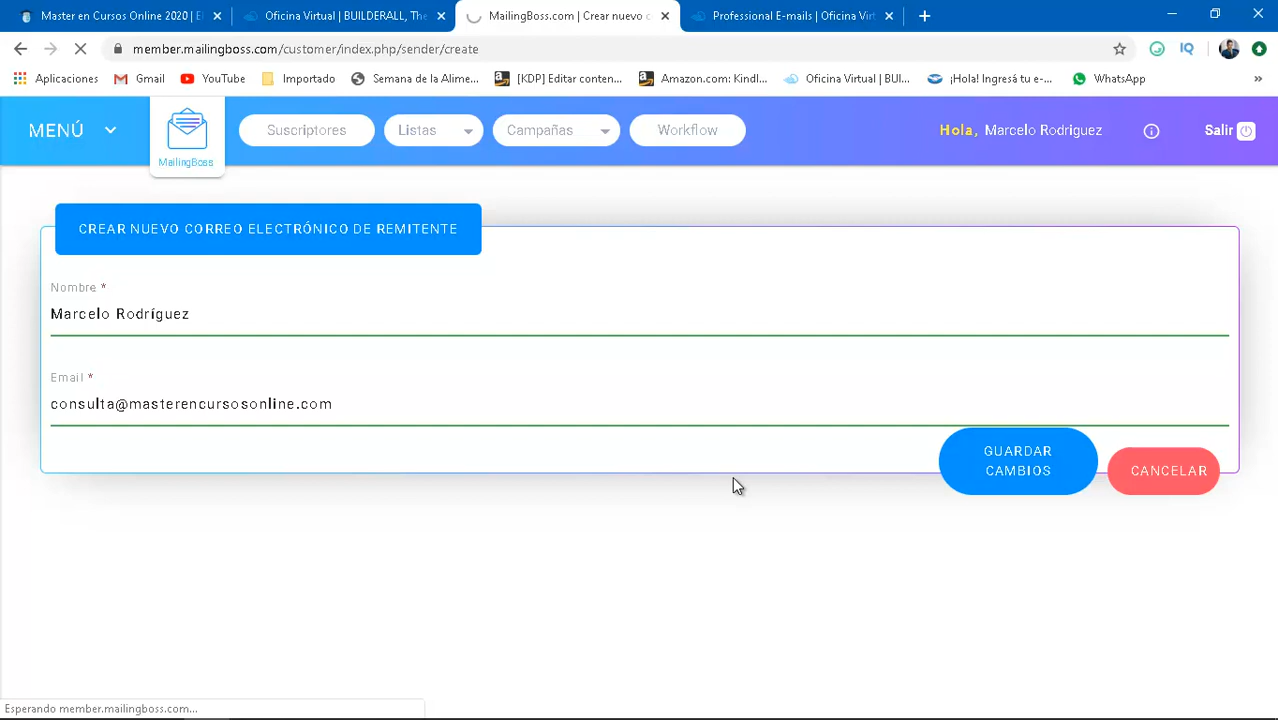 Master en Cursos Online 2020 | El
Oficina Virtual | BUILDERALL, The
MailingBoss.com | Crear nuevo c
Professional E-mails | Oficina Virt
member.mailingboss.com/customer/index.php/sender/create
Aplicaciones
Gmail
YouTube
Importado
Semana de la Alime...
[KDP] Editar conten...
Amazon.com: Kindl...
Oficina Virtual | BUI...
¡Hola! Ingresá tu e-...
WhatsApp
MENÚ
MailingBoss
Suscriptores
Listas
Campañas
Workflow
Hola, Marcelo Rodríguez
Salir
CREAR NUEVO CORREO ELECTRÓNICO DE REMITENTE
Nombre *
Marcelo Rodríguez
Email *
consulta@masterencursosonline.com
GUARDAR
CAMBIOS
CANCELAR
Esperando member.mailingboss.com...